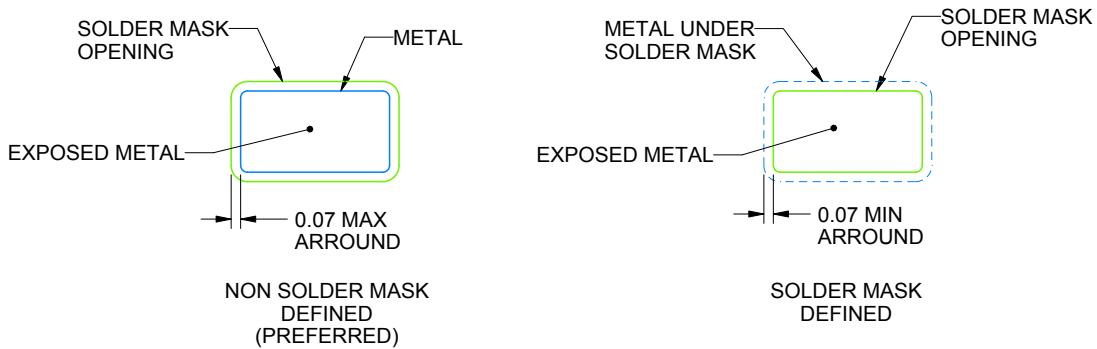 SOLDER MASK
OPENING
METAL
EXPOSED METAL
0.07 MAX
ARROUND
NON SOLDER MASK
DEFINED
(PREFERRED)
METAL UNDER
SOLDER MASK
SOLDER MASK
OPENING
EXPOSED METAL
0.07 MIN
ARROUND
SOLDER MASK
DEFINED